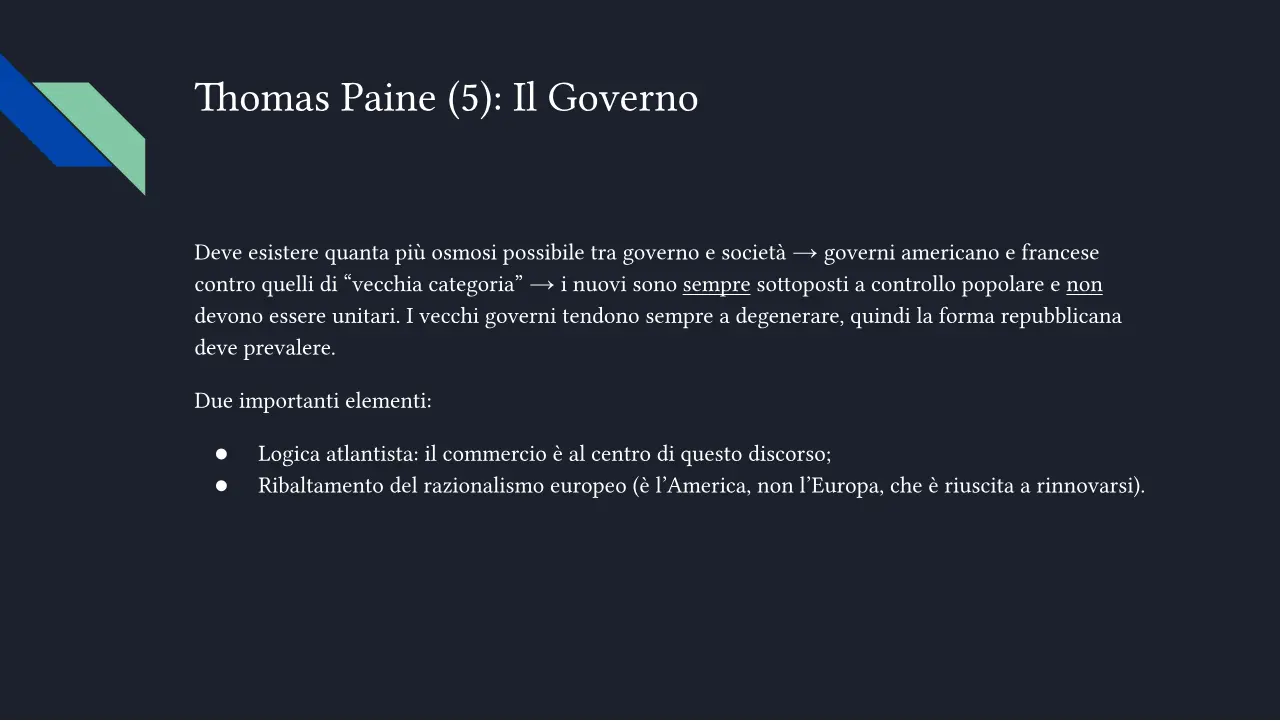 Thomas Paine (5): Il Governo
Deve esistere quanta più osmosi possibile tra governo e società → governi americano e francese
contro quelli di “vecchia categoria” → i nuovi sono sempre sottoposti a controllo popolare e non
devono essere unitari. I vecchi governi tendono sempre a degenerare, quindi la forma repubblicana
deve prevalere.
Due importanti elementi:
● Logica atlantista: il commercio è al centro di questo discorso;
● Ribaltamento del razionalismo europeo (è l’America, non l’Europa, che è riuscita a rinnovarsi).